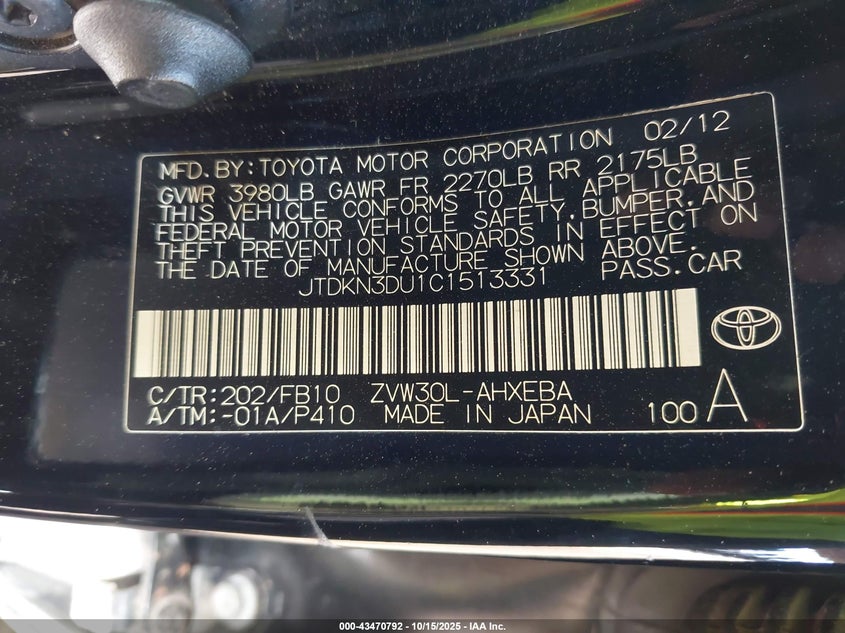 MFD.BY:TOYOTA MOTOR CORPORATION 02/12
GVWR 3980LB GAWR FR 2270LB RR 2175LB
THIS VEHICLE CONFORMS TO ALL APPLICABLE
FEDERAL MOTOR VEHICLE SAFETY,BUMPER,AND
THEFT PREVENTION STANDARDS IN EFFECT ON
THE DATE OF MANUFACTURE SHOWN ABOVE.
JTDKN3DU1C1513331 PASS.CAR
C/TR:202/FB10 ZVW30L-AHXEBA
A/TM:-01A/P410 MADE IN JAPAN 100 A
000-43470792 - 10/15/2025 - IAA Inc.